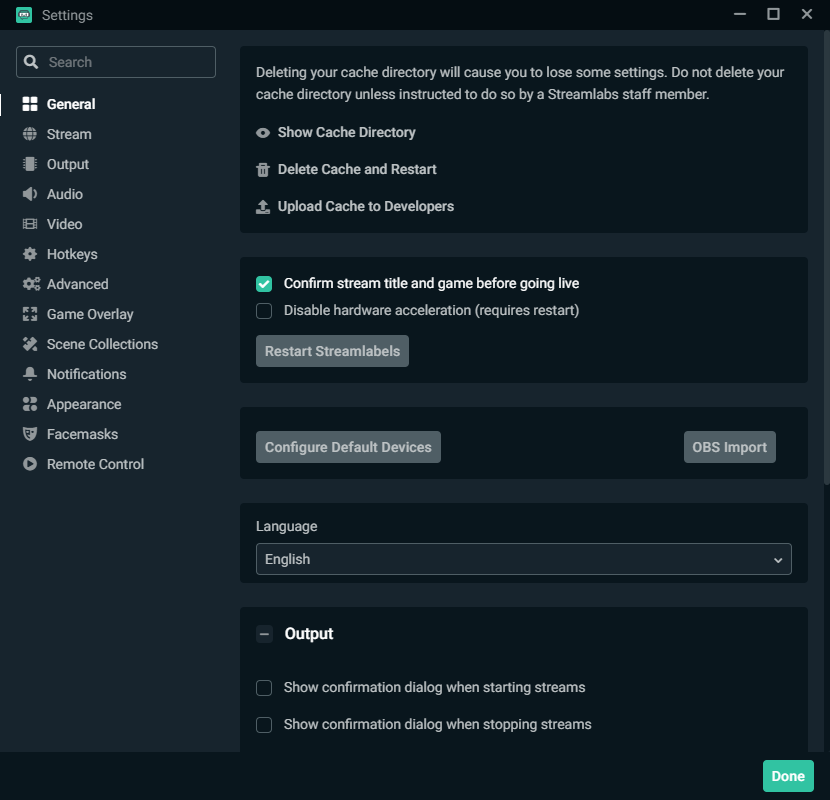 Settings
Search
General
Stream
Output
Audio
Video
Hotkeys
Advanced
Game Overlay
Scene Collections
Notifications
Appearance
Facemasks
Remote Control
Deleting your cache directory will cause you to lose some settings. Do not delete your
cache directory unless instructed to do so by a Streamlabs staff member.
Show Cache Directory
Delete Cache and Restart
Upload Cache to Developers
Confirm stream title and game before going live
Disable hardware acceleration (requires restart)
Restart Streamlabels
Configure Default Devices
OBS Import
Language
English
Output
Show confirmation dialog when starting streams
Show confirmation dialog when stopping streams
Done